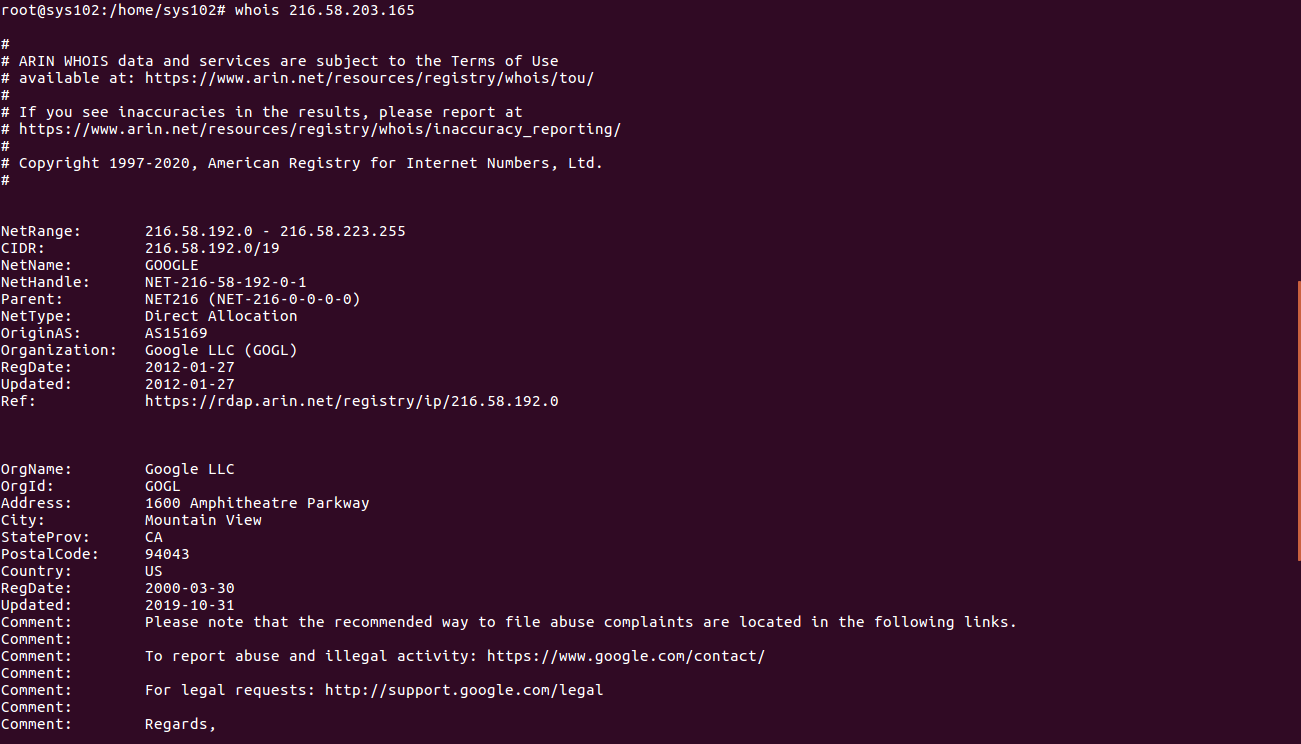 root@sys102:/home/sys102# whois 216.58.203.165
#
# ARIN WHOIS data and services are subject to the Terms of Use
# available at: https://www.arin.net/resources/registry/whois/tou/
#
# If you see inaccuracies in the results, please report at
# https://www.arin.net/resources/registry/whois/inaccuracy_reporting/
#
# Copyright 1997-2020, American Registry for Internet Numbers, Ltd.
#
NetRange: 216.58.192.0 - 216.58.223.255
CIDR: 216.58.192.0/19
NetName: GOOGLE
NetHandle: NET-216-58-192-0-1
Parent: NET216 (NET-216-0-0-0-0)
NetType: Direct Allocation
OriginAS: AS15169
Organization: Google LLC (GOGL)
RegDate: 2012-01-27
Updated: 2012-01-27
Ref: https://rdap.arin.net/registry/ip/216.58.192.0
OrgName: Google LLC
OrgId: GOGL
Address: 1600 Amphitheatre Parkway
City: Mountain View
StateProv: CA
PostalCode: 94043
Country: US
RegDate: 2000-03-30
Updated: 2019-10-31
Comment: Please note that the recommended way to file abuse complaints are located in the following links.
Comment:
Comment: To report abuse and illegal activity: https://www.google.com/contact/
Comment:
Comment: For legal requests: http://support.google.com/legal
Comment:
Comment: Regards,